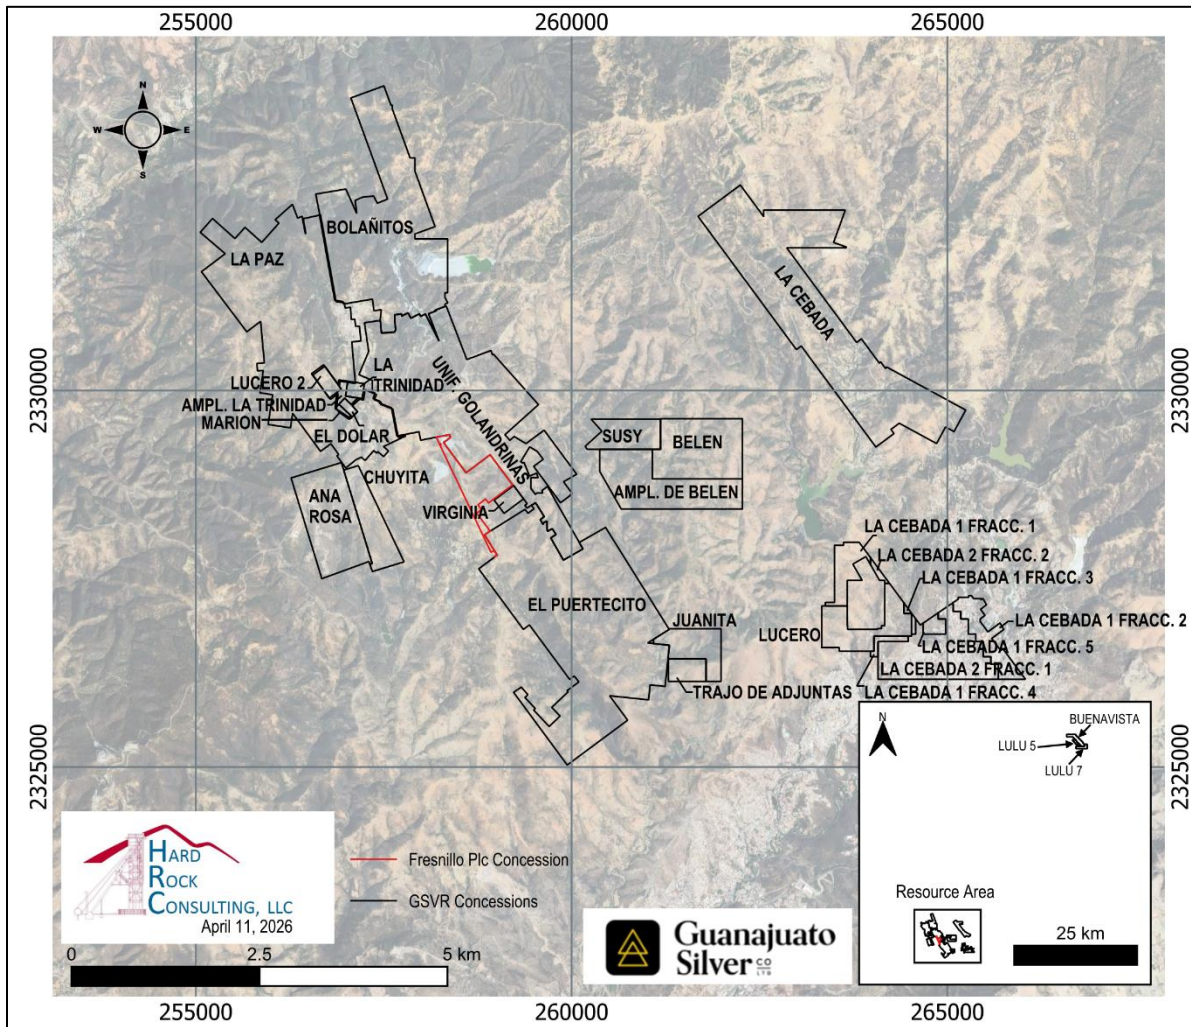 255000
260000
265000
N
W
E
S
BOLAÑITOS
LA PAZ
LA CEBADA
2330000
2330000
LA
TRINIDAD
LUCERO 2
UNIF. GOLANDRINAS
AMPL. LA TRINIDAD
MARION
EL DOLAR
SUSY
BELEN
CHUYITA
AMPL. DE BELEN
ANA
ROSA
VIRGINIA
LA CEBADA 1 FRACC. 1
LA CEBADA 2 FRACC. 2
LA CEBADA 1 FRACC. 3
EL PUERTECITO
JUANITA
LUCERO
LA CEBADA 1 FRACC. 2
LA CEBADA 1 FRACC. 5
LA CEBADA 2 FRACC. 1
TRAJO DE ADJUNTAS
LA CEBADA 1 FRACC. 4
N
BUENAVISTA
LULU 5
LULU 7
2325000
2325000
HARD
ROCK
CONSULTING, LLC
April 11, 2026
Fresnillo Plc Concession
GSVR Concessions
Resource Area
25 km
Guanajuato
Silver CO LTD
0
2.5
5 km
255000
260000
265000